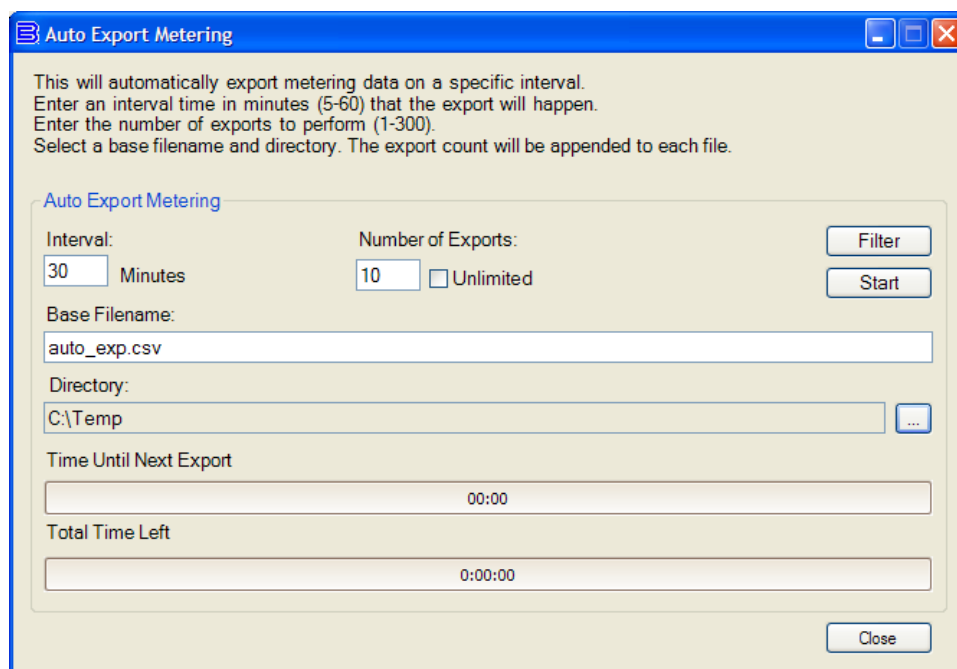 Auto Export Metering
This will automatically export metering data on a specific interval.
Enter an interval time in minutes (5-60) that the export will happen.
Enter the number of exports to perform (1-300).
Select a base filename and directory. The export count will be appended to each file.
Auto Export Metering
Interval:
Number of Exports:
Filter
30 Minutes
10 Unlimited
Start
Base Filename:
auto_exp.csv
Directory:
C:\Temp
...
Time Until Next Export
00:00
Total Time Left
0:00:00
Close